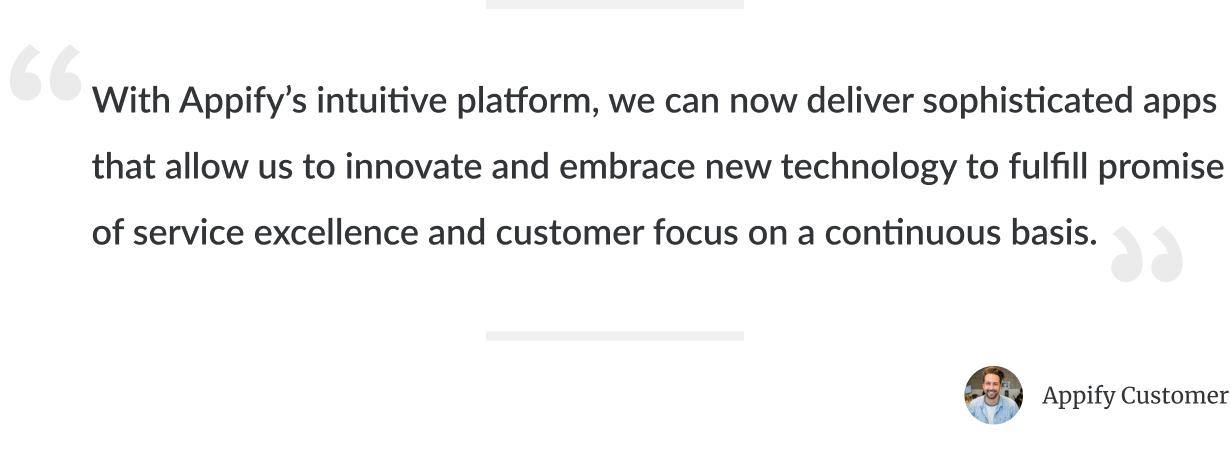 “
With Appify’s intuitive platform, we can now deliver sophisticated apps
that allow us to innovate and embrace new technology to fulfill promise
of service excellence and customer focus on a continuous basis.
”
Appify Customer